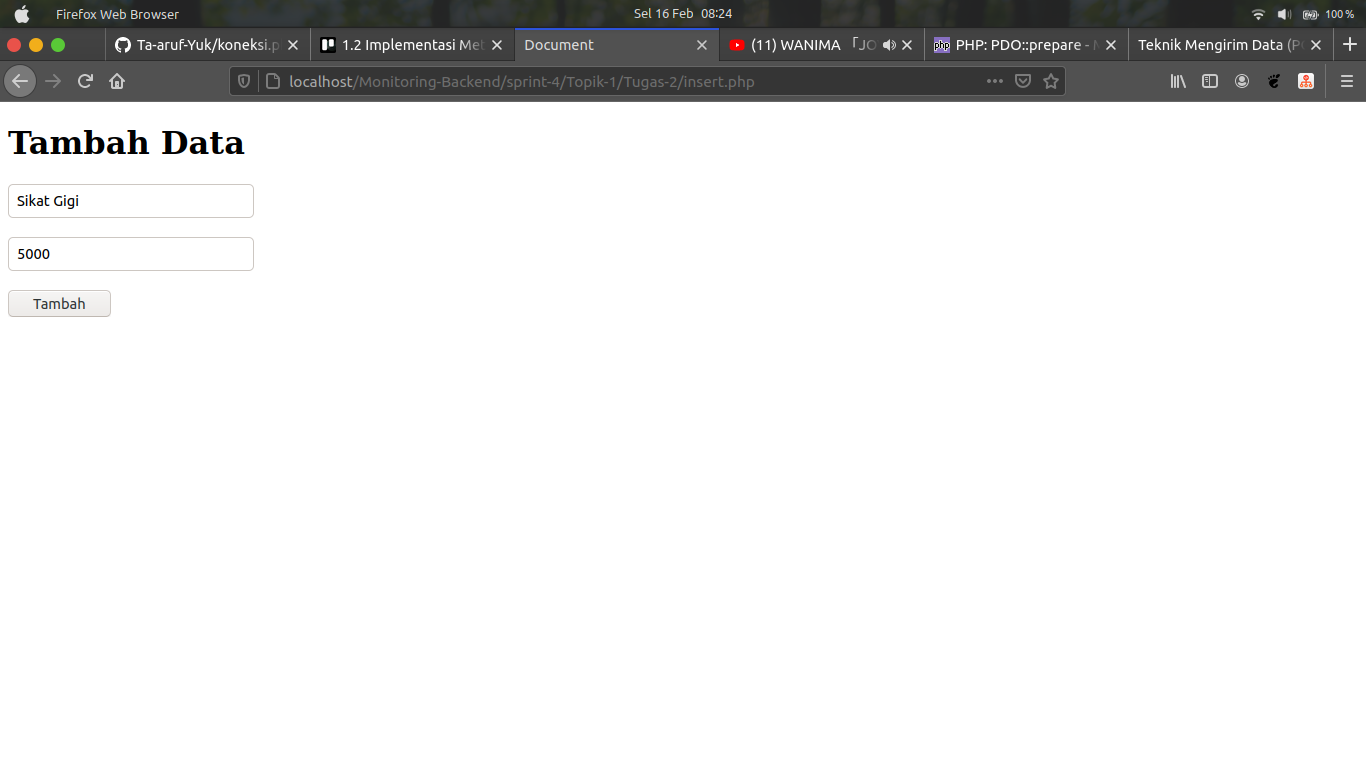 Firefox Web Browser
Sel 16 Feb 08:24
100 %
Ta-aruf-Yuk/koneksi.p
1.2 Implementasi Met
Document
(11) WANIMA 「JO
php PHP: PDO::prepare - M
Teknik Mengirim Data (PO
localhost/Monitoring-Backend/sprint-4/Topik-1/Tugas-2/insert.php
Tambah Data
Sikat Gigi
5000
Tambah